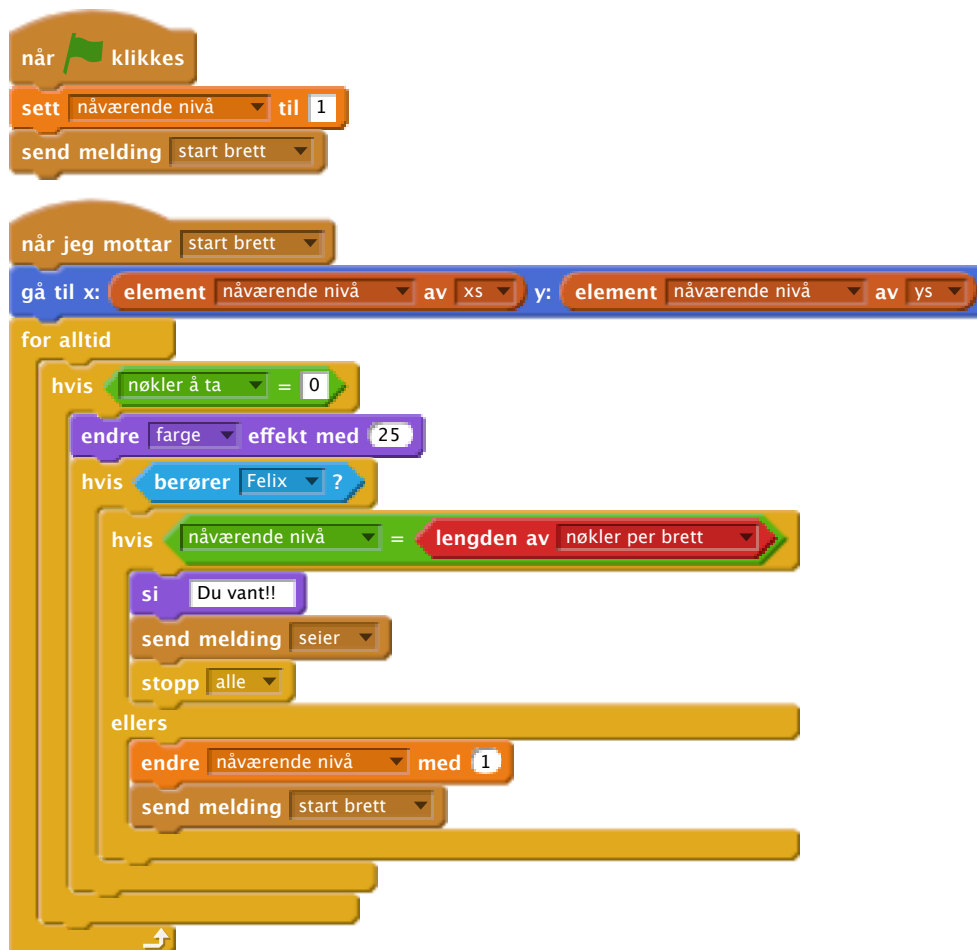 når klikkes
sett nåværende nivå til 1
send melding start brett
når jeg mottar start brett
gå til x: element nåværende nivå av xs y: element nåværende nivå av ys
for alltid
hvis nøkler å ta = 0
endre farge effekt med 25
hvis berører Felix ?
hvis nåværende nivå = lengden av nøkler per brett
si Du vant!!
send melding seier
stopp alle
ellers
endre nåværende nivå med 1
send melding start brett